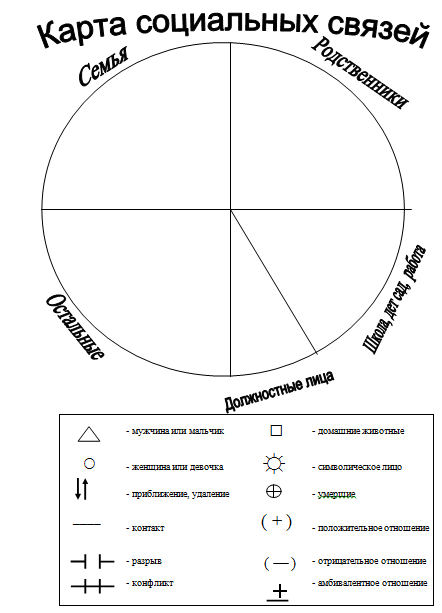 Карта социальных связей
Семья
Родственники
Остальные
Школа, дет сад, работа
Должностные лица
- мужчина или мальчик
- домашние животные
- женщина или девочка
- символическое лицо
- приближение, удаление
- умершие
- контакт
( + )
- положительное отношение
- разрыв
( — )
- отрицательное отношение
- конфликт
- амбивалентное отношение